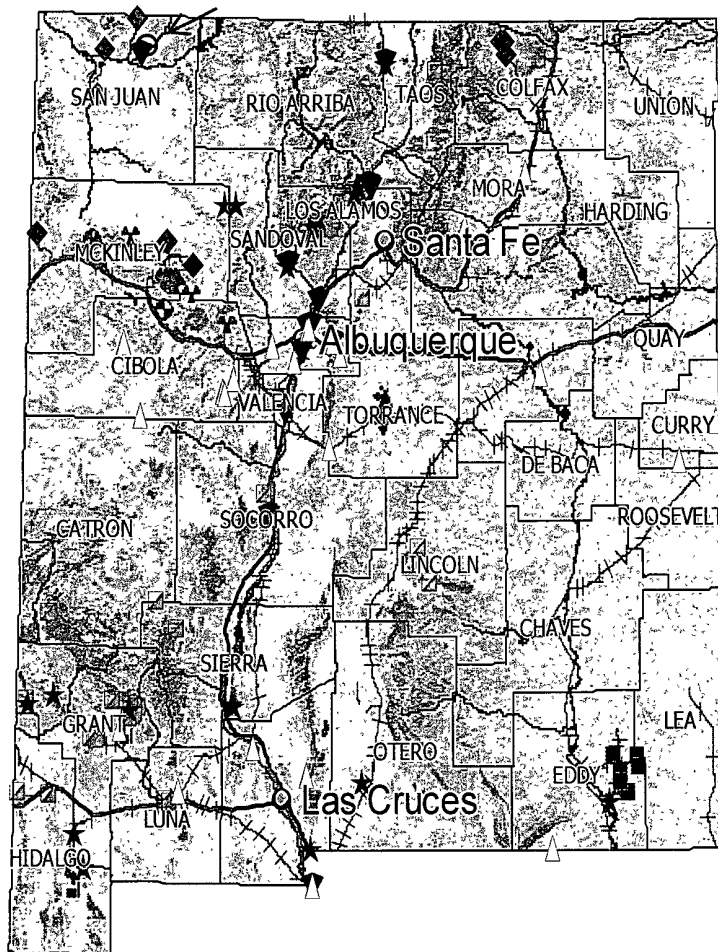 SAN JUAN
RIO ARRIBA
TAOS
COLFAX
UNION
MORA
HARDING
LOS ALAMOS
SANDOVAL
MCKINLEY
Santa Fe
Albuquerque
QUAY
CIBOLA
VALENCIA
TORRANCE
CURRY
DE BACA
SOCORRO
ROOSEVELT
CATRON
LINCOLN
CHAVES
SIERRA
GRANT
OTERO
LEA
EDDY
Las Cruces
LUNA
HIDALGO